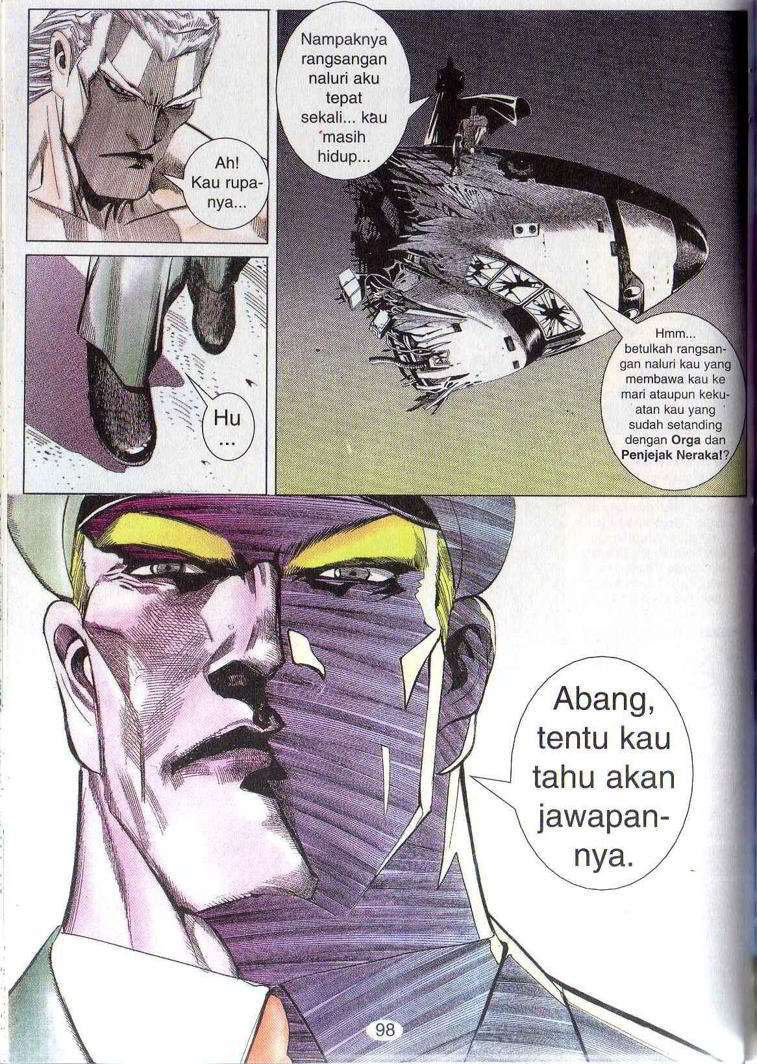 Ah!
Kau rupa-
nya...
Nampaknya
rangsangan
naluri aku
tepat
sekali... kau
masih
hidup...
Hmm...
betulkah rangsan-
gan naluri kau yang
membawa kau ke
mari ataupun keku-
atan kau yang
sudah setanding
dengan Orga dan
Penjejak Neraka!?
Hu
...
Abang,
tentu kau
tahu akan
jawapan-
nya.
98